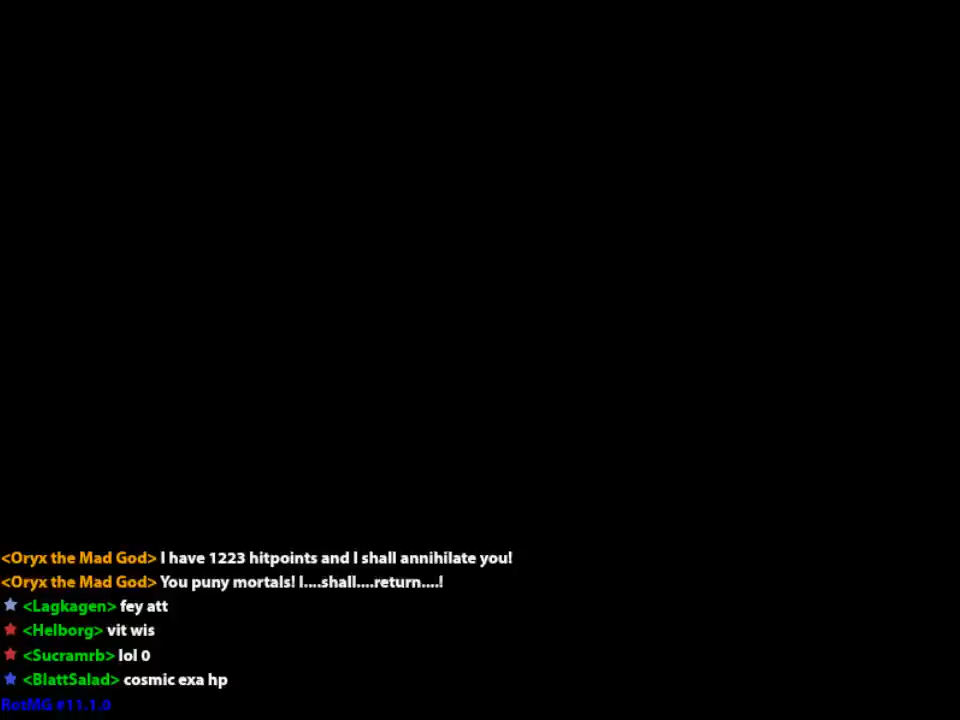 <Oryx the Mad God> I have 1223 hitpoints and I shall annihilate you!
<Oryx the Mad God> You puny mortals! I....shall....return....!
<Lagkagen> fey att
<Helborg> vit wis
<Sucramrb> lol 0
<BlattSalad> cosmic exa hp
RotMG #11.1.0